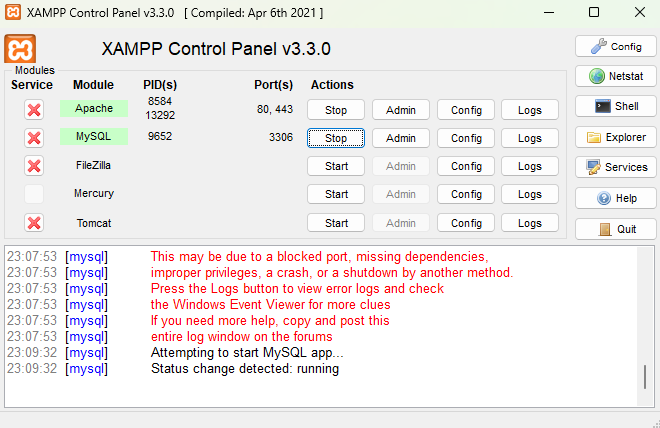 XAMPP Control Panel v3.3.0 [ Compiled: Apr 6th 2021 ]
XAMPP Control Panel v3.3.0
Config
Modules
Service Module PID(s) Port(s) Actions
Netstat
Apache 8584 13292 80, 443 Stop Admin Config Logs
Shell
MySQL 9652 3306 Stop Admin Config Logs
Explorer
FileZilla Start Admin Config Logs
Services
Mercury Start Admin Config Logs
Help
Tomcat Start Admin Config Logs
Quit
23:07:53 [mysql] This may be due to a blocked port, missing dependencies,
23:07:53 [mysql] improper privileges, a crash, or a shutdown by another method.
23:07:53 [mysql] Press the Logs button to view error logs and check
23:07:53 [mysql] the Windows Event Viewer for more clues
23:07:53 [mysql] If you need more help, copy and post this
23:07:53 [mysql] entire log window on the forums
23:09:32 [mysql] Attempting to start MySQL app...
23:09:32 [mysql] Status change detected: running